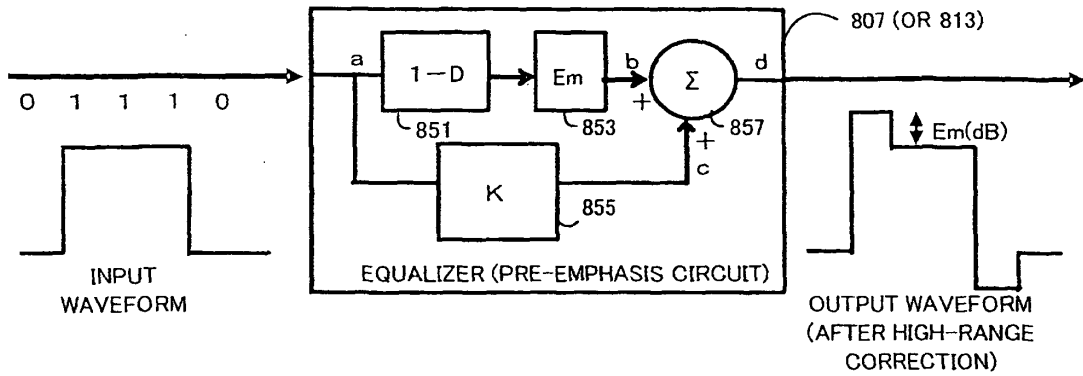 807 (OR 813)
a
1-D
Em
b
Σ
d
+
851
853
857
+
c
0 1 1 1 0
K
855
Em(dB)
INPUT
WAVEFORM
EQUALIZER (PRE-EMPHASIS CIRCUIT)
OUTPUT WAVEFORM
(AFTER HIGH-RANGE
CORRECTION)